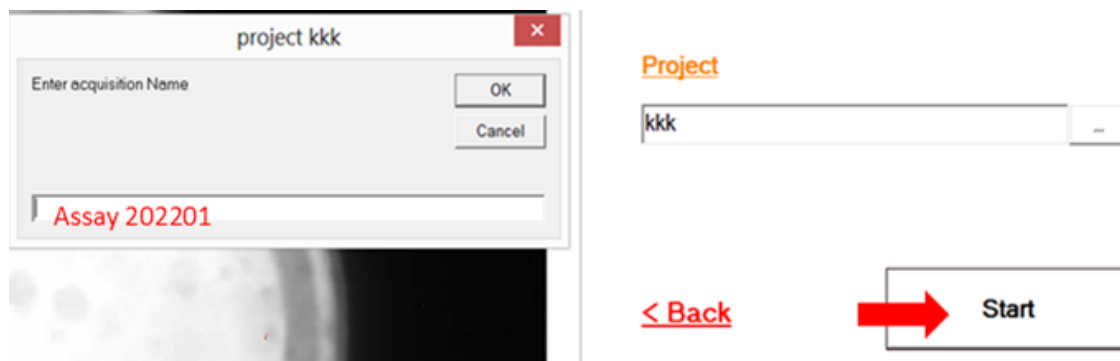 project kkk
Enter acquisition Name
OK
Cancel
Assay 202201
Project
kkk
...
< Back
Start